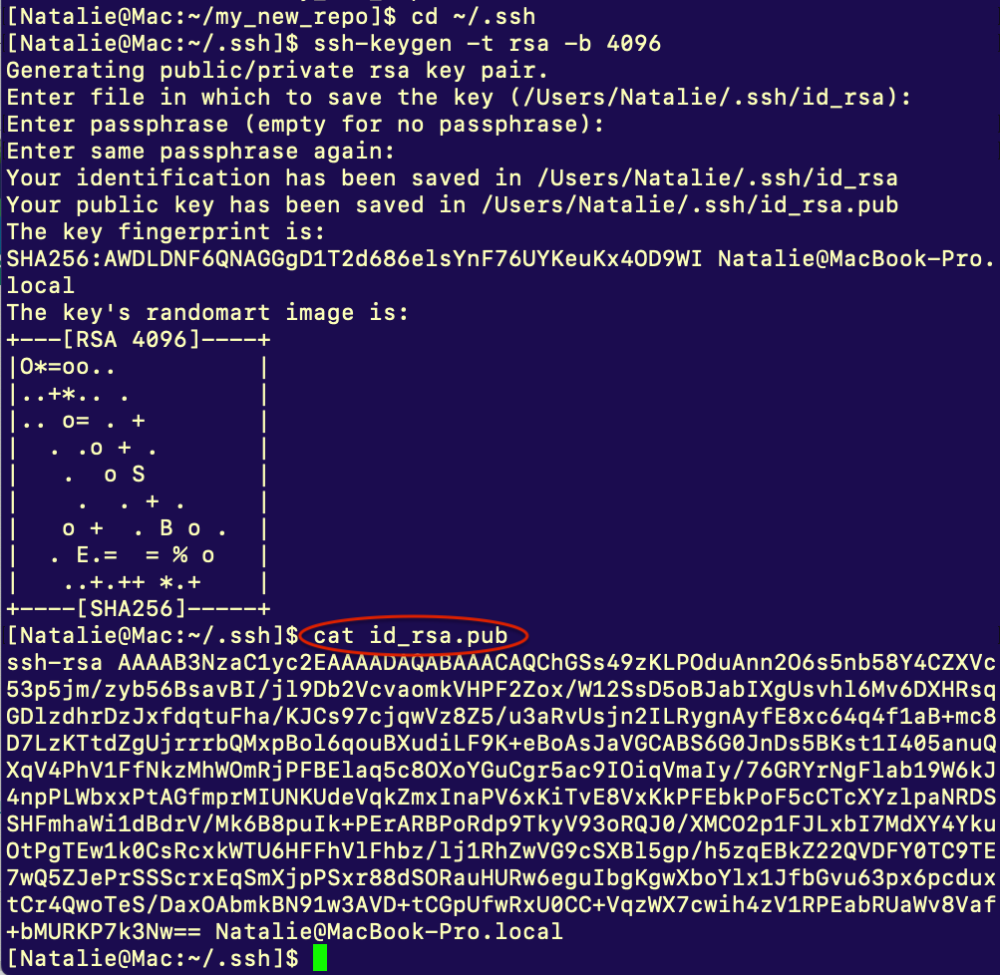 [Natalie@Mac:~/my_new_repo]$ cd ~/.ssh
[Natalie@Mac:~/.ssh]$ ssh-keygen -t rsa -b 4096
Generating public/private rsa key pair.
Enter file in which to save the key (/Users/Natalie/.ssh/id_rsa):
Enter passphrase (empty for no passphrase):
Enter same passphrase again:
Your identification has been saved in /Users/Natalie/.ssh/id_rsa
Your public key has been saved in /Users/Natalie/.ssh/id_rsa.pub
The key fingerprint is:
SHA256:AWDLDNF6QNAGGgD1T2d686elsYnF76UYKeuKx4OD9WI Natalie@MacBook-Pro.
local
The key's randomart image is:
+---[RSA 4096]----+
|O*=oo..          |
|..+*.. .         |
|.. o= . +        |
|  . .o + .       |
|   .  o S        |
|    .  . + .     |
|   o +  . B o .  |
|  . E.=  = % o   |
|   ..+.++ *.+    |
+----[SHA256]-----+
[Natalie@Mac:~/.ssh]$ cat id_rsa.pub
ssh-rsa AAAAB3NzaC1yc2EAAAADAQABAAACAQChGSs49zKLPOduAnn2O6s5nb58Y4CZXVc
53p5jm/zyb56BsavBI/jl9Db2VcvaomkVHPF2Zox/W12SsD5oBJabIXgUsvhl6Mv6DXHRsq
GDlzdhrDzJxfdqtuFha/KJCs97cjqwVz8Z5/u3aRvUsjn2ILRygnAyfE8xc64q4f1aB+mc8
D7LzKTtdZgUjrrrbQMxpBol6qouBXudiLF9K+eBoAsJaVGCABS6G0JnDs5BKst1I405anuQ
XqV4PhV1FfNkzMhWOmRjPFBElaq5c8OXoYGuCgr5ac9IOiqVmaIy/76GRYrNgFlab19W6kJ
4npPLWbxxPtAGfmprMIUNKUdeVqkZmxInaPV6xKiTvE8VxKkPFEbkPoF5cCTcXYzlpaNRDS
SHFmhaWi1dBdrV/Mk6B8puIk+PErARBPoRdp9TkyV93oRQJ0/XMCO2p1FJLxbI7MdXY4Yku
OtPgTEw1k0CsRcxkWTU6HFFhVlFhbz/lj1RhZwVG9cSXBl5gp/h5zqEBkZ22QVDFY0TC9TE
7wQ5ZJePrSSScrxEqSmXjpPSxr88dSORauHURw6eguIbgKgwXboYlx1JfbGvu63px6pcdux
tCr4QwoTeS/DaxOAbmkBN91w3AVD+tCGpUfwRxU0CC+VqzWX7cwih4zV1RPEabRUaWv8Vaf
+bMURKP7k3Nw== Natalie@MacBook-Pro.local
[Natalie@Mac:~/.ssh]$